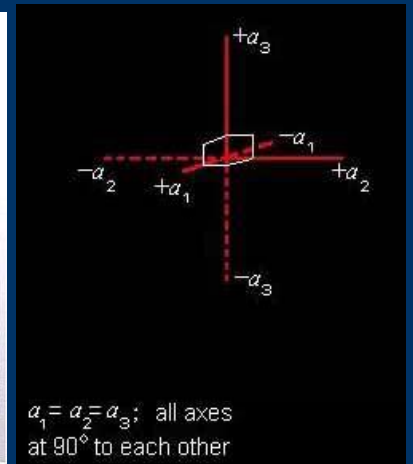 +a₃
−a₁
−a₂
+a₁
+a₂
−a₃
a₁= a₂=a₃;  all axes
at 90° to each other